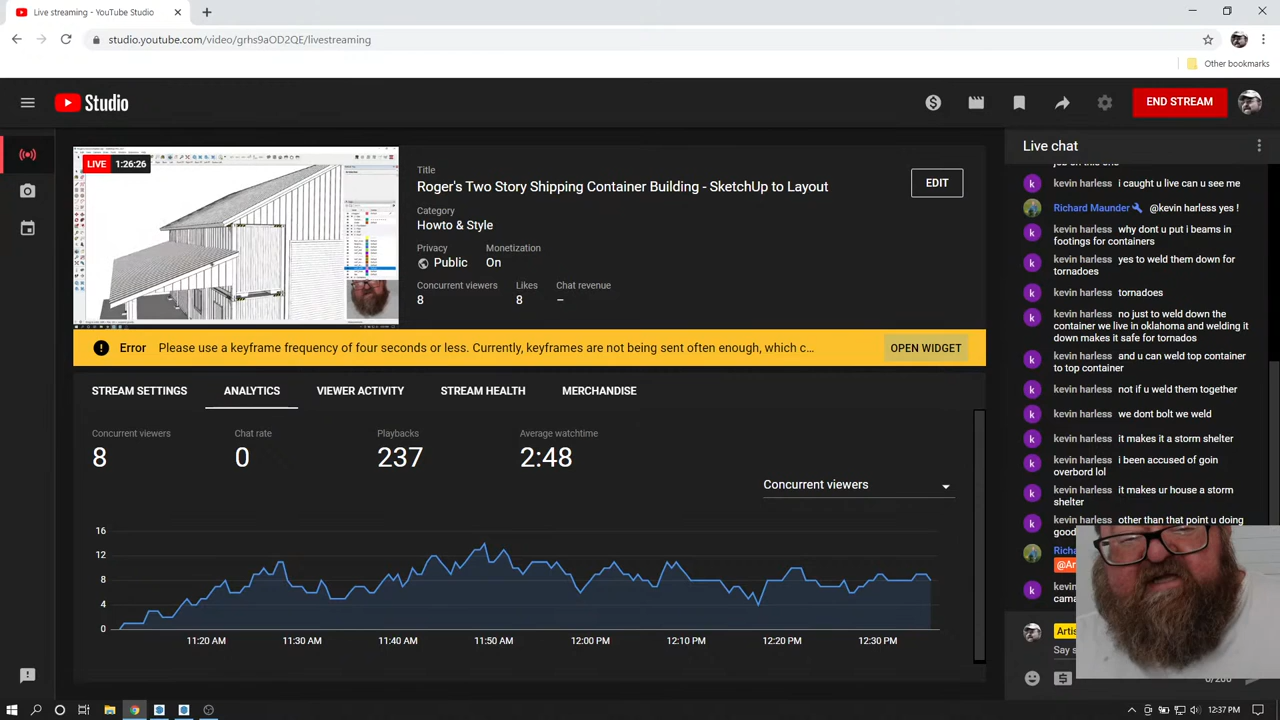 Live streaming - YouTube Studio
studio.youtube.com/video/grhs9aOD2QE/livestreaming
Other bookmarks
Studio
END STREAM
LIVE 1:26:26
Title
Roger's Two Story Shipping Container Building - SketchUp to Layout
EDIT
Category
Howto & Style
Privacy Monetization
Public On
Concurrent viewers Likes Chat revenue
8 8 –
Error Please use a keyframe frequency of four seconds or less. Currently, keyframes are not being sent often enough, which c...
OPEN WIDGET
STREAM SETTINGS ANALYTICS VIEWER ACTIVITY STREAM HEALTH MERCHANDISE
Concurrent viewers Chat rate Playbacks Average watchtime
8 0 237 2:48
Concurrent viewers
16
12
8
4
0
11:20 AM 11:30 AM 11:40 AM 11:50 AM 12:00 PM 12:10 PM 12:20 PM 12:30 PM
Live chat
job on this one
kevin harless i caught u live can u see me
Richard Maunder @kevin harless yup
kevin harless why don t u put i beams in
footings for container
kevin harless yes to weld them down for
tornadoes
kevin harless tornadoes
kevin harless no just to weld down the
container we live in oklahoma and welding it
down makes it safe for tornados
kevin harless and u can weld top container
to top container
kevin harless not if u weld them together
kevin harless we dont bolt we weld
kevin harless it makes it a storm shelter
kevin harless i been accused of goin
overbord lol
kevin harless it makes ur house a storm
shelter
kevin harless other than that point u doing
good
12:37 PM